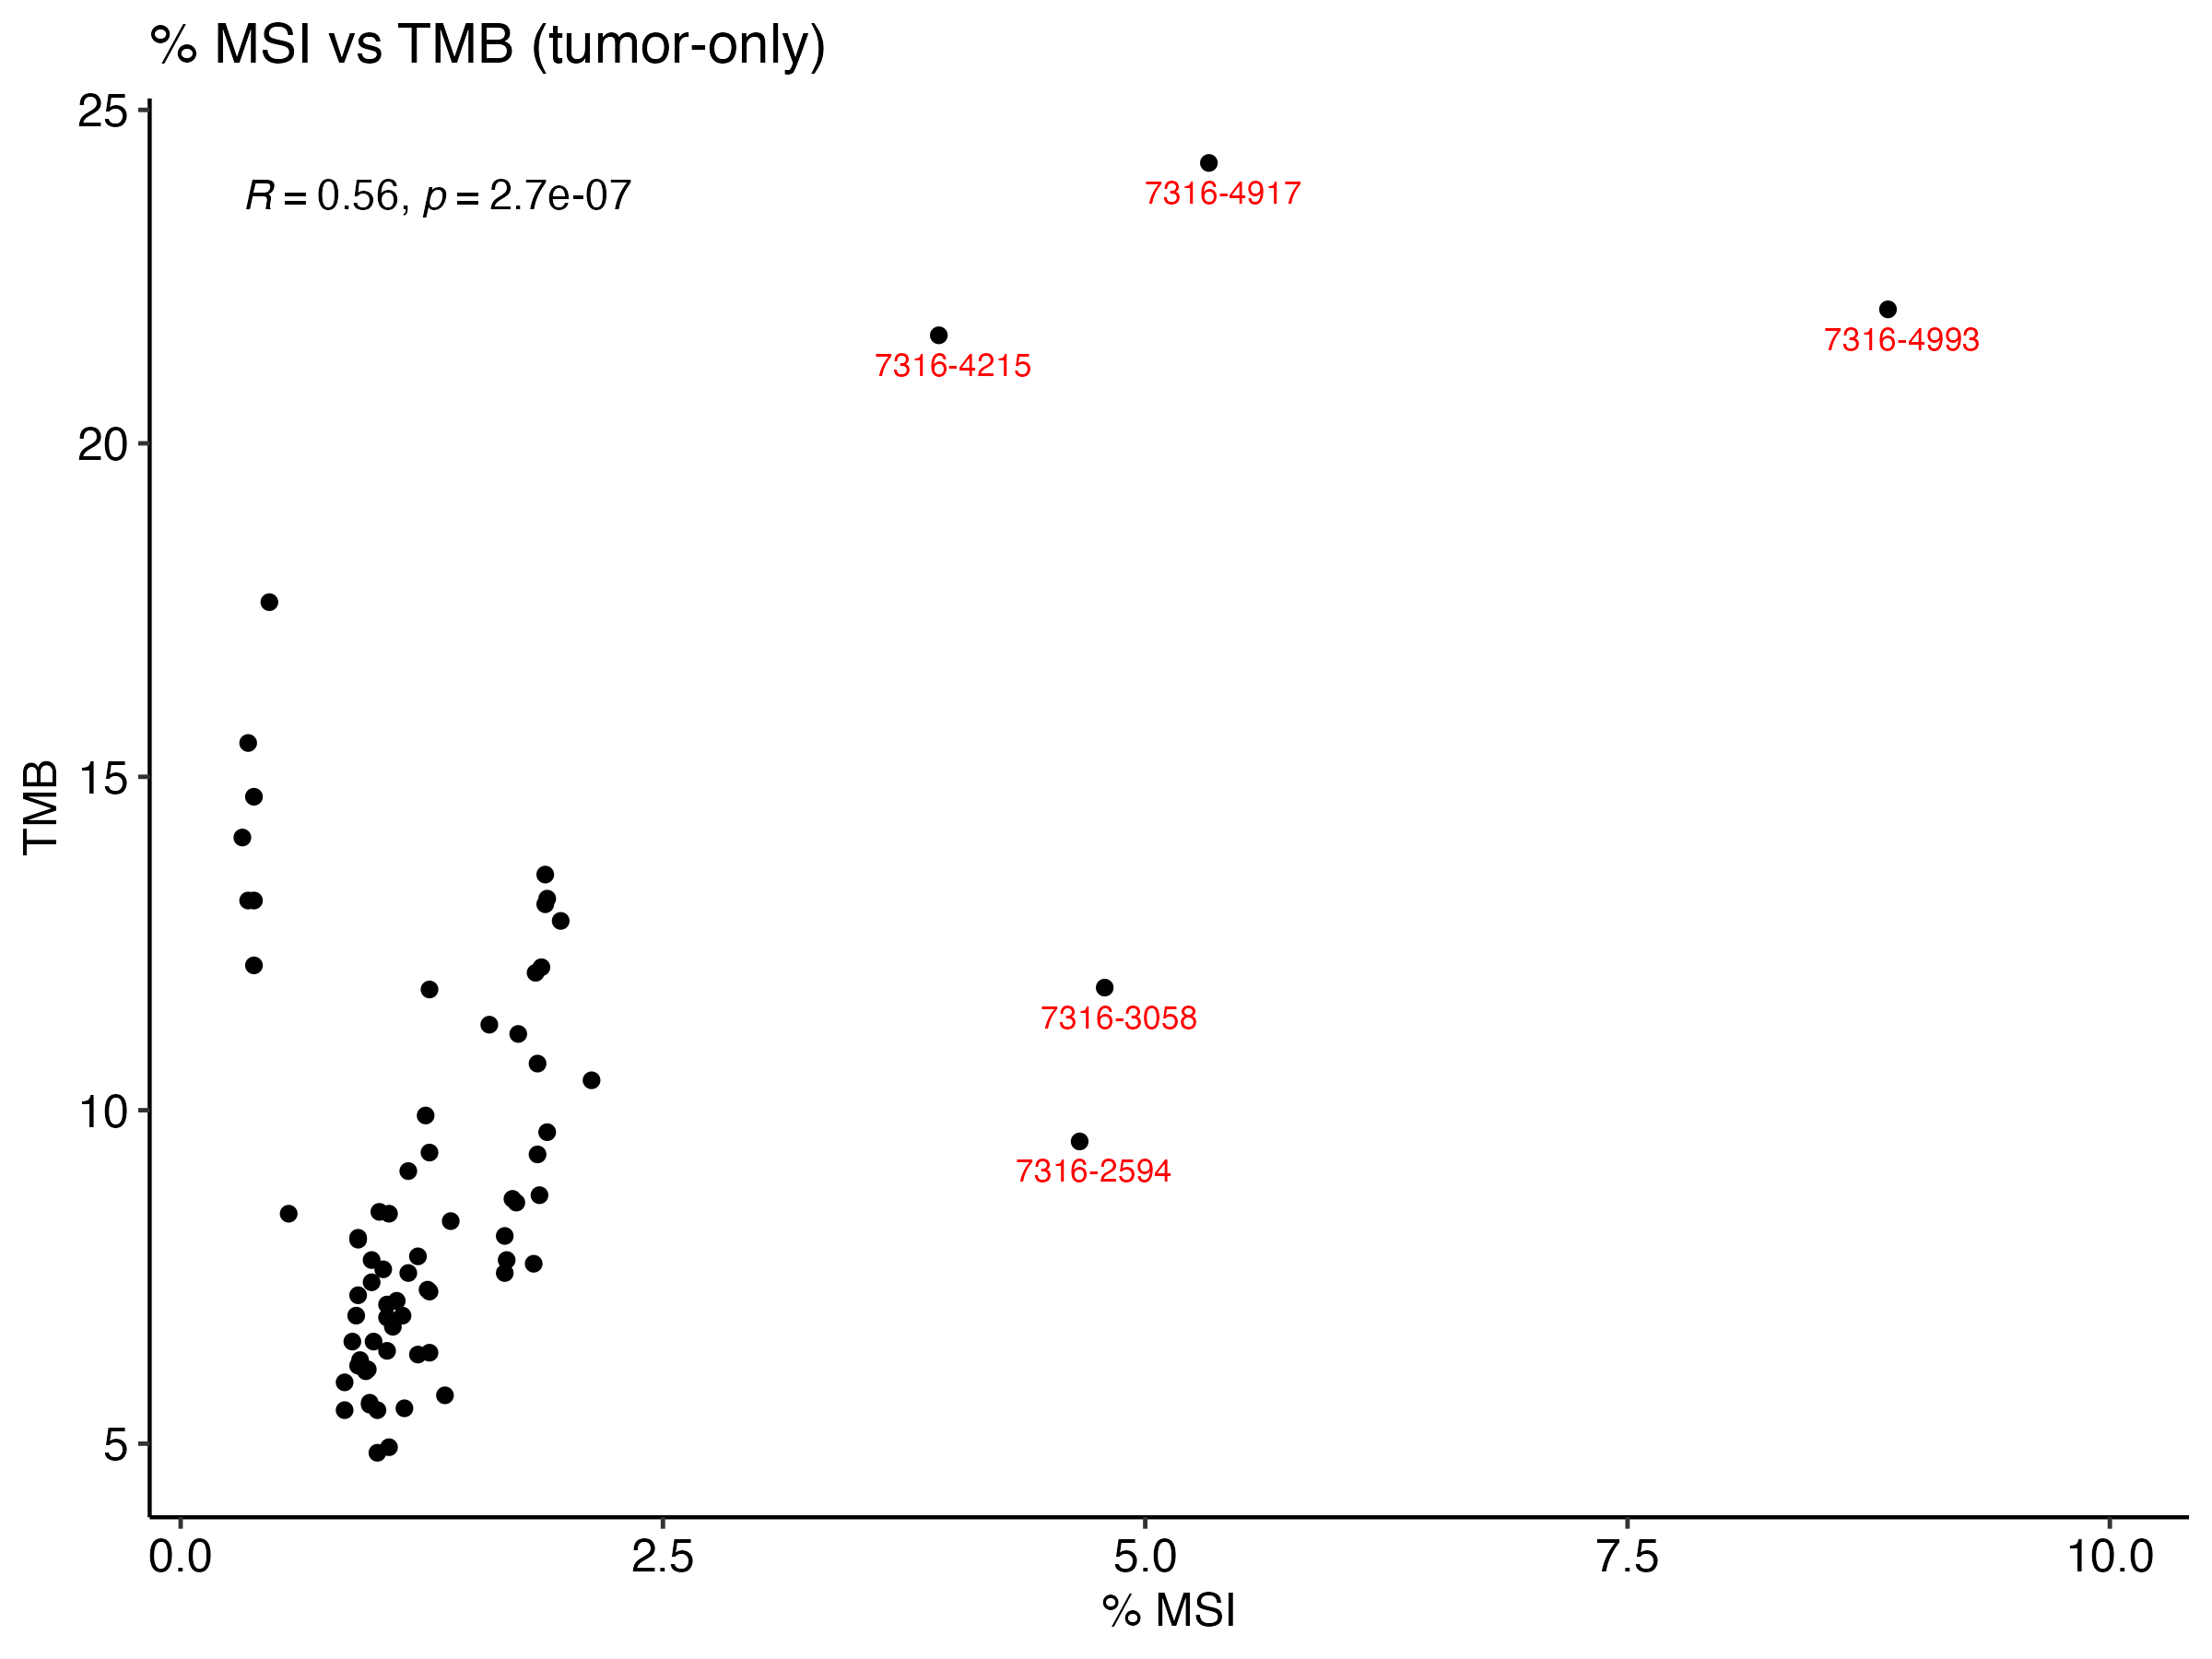 % MSI vs TMB (tumor-only)
25
R = 0.56, p = 2.7e-07
7316-4917
7316-4993
7316-4215
20
15
TMB
7316-3058
10
7316-2594
5
0.0 2.5 5.0 7.5 10.0
% MSI